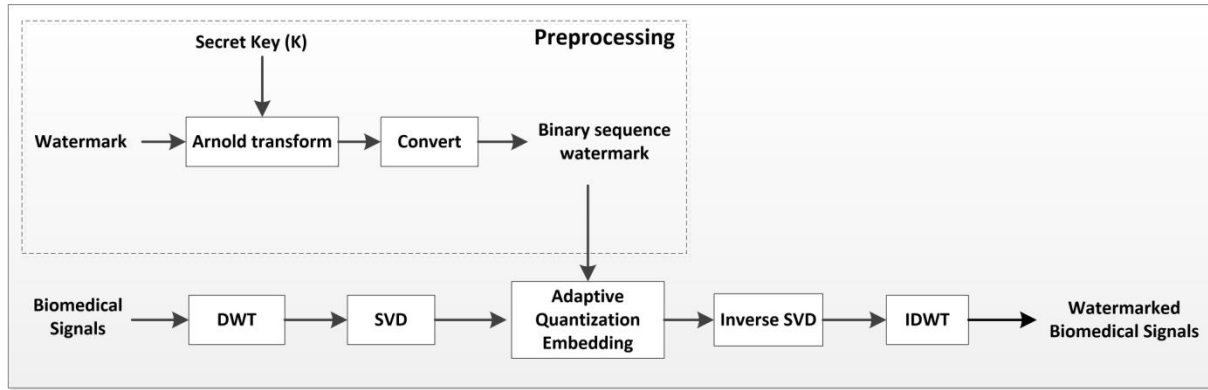 Preprocessing
Secret Key (K)
Watermark
Arnold transform
Convert
Binary sequence
watermark
Biomedical
Signals
DWT
SVD
Adaptive
Quantization
Embedding
Inverse SVD
IDWT
Watermarked
Biomedical Signals